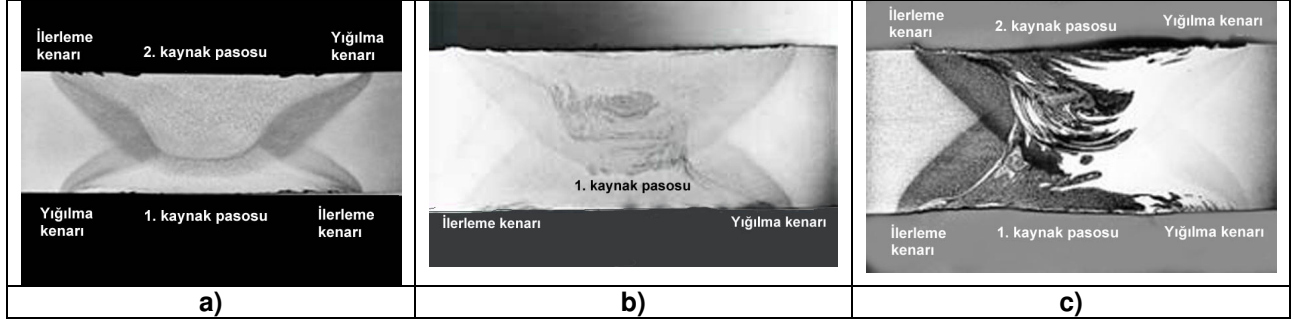 İlerleme
kenarı
2. kaynak pasosu
Yığılma
kenarı
Yığılma
kenarı
1. kaynak pasosu
İlerleme
kenarı
a)
1. kaynak pasosu
İlerleme kenarı
Yığılma kenarı
b)
İlerleme
kenarı
2. kaynak pasosu
Yığılma kenarı
İlerleme
kenarı
1. kaynak pasosu
Yığılma kenarı
c)